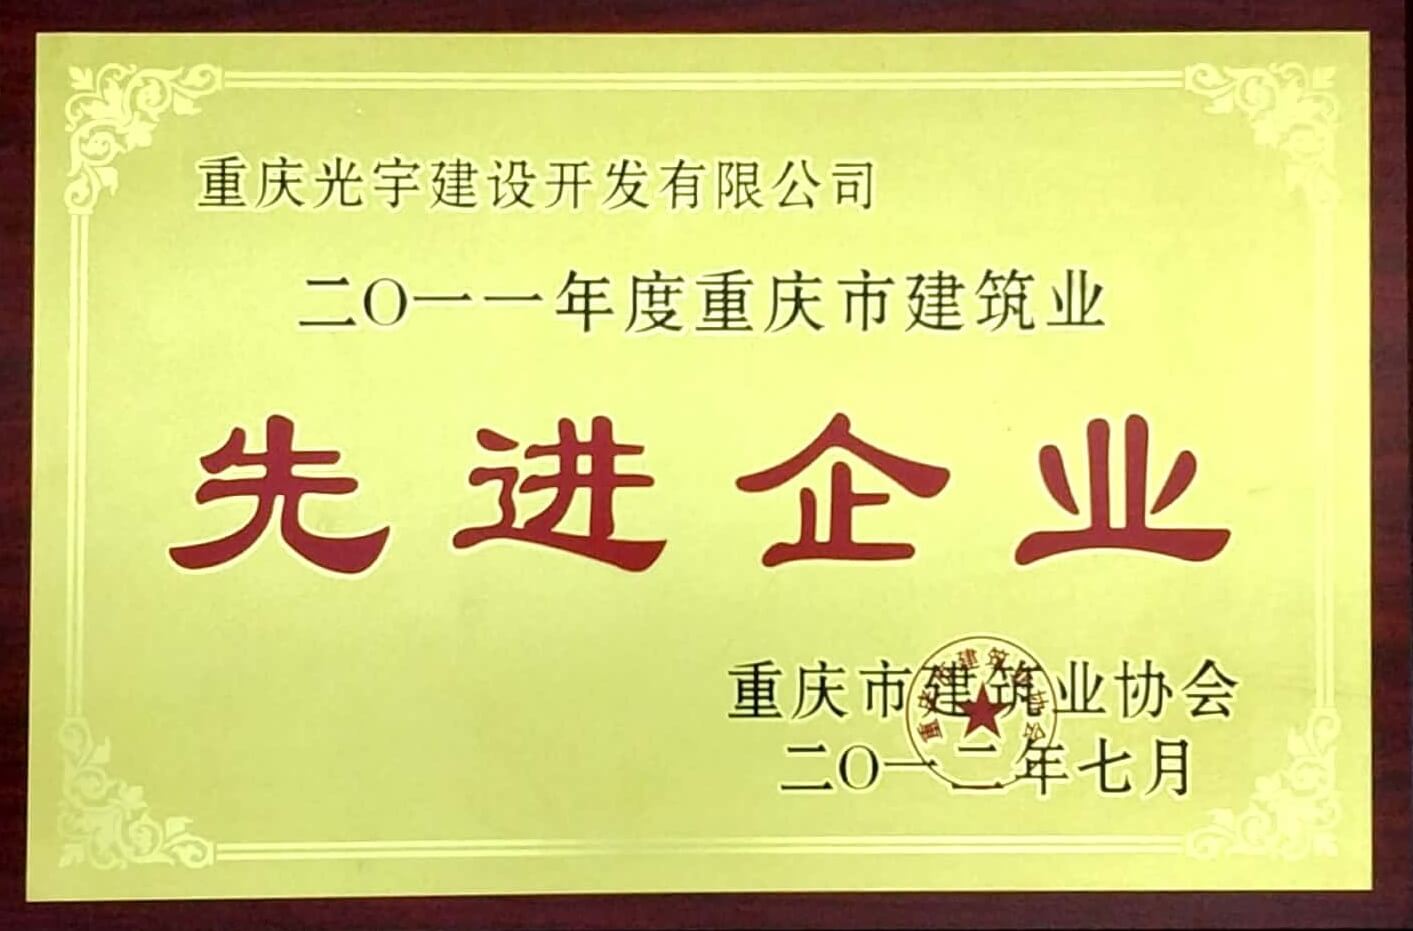 重庆光宇建设开发有限公司
二〇一一年度重庆市建筑业
先进企业
重庆市建筑业协会
二〇一二年七月
重庆市建筑业协会